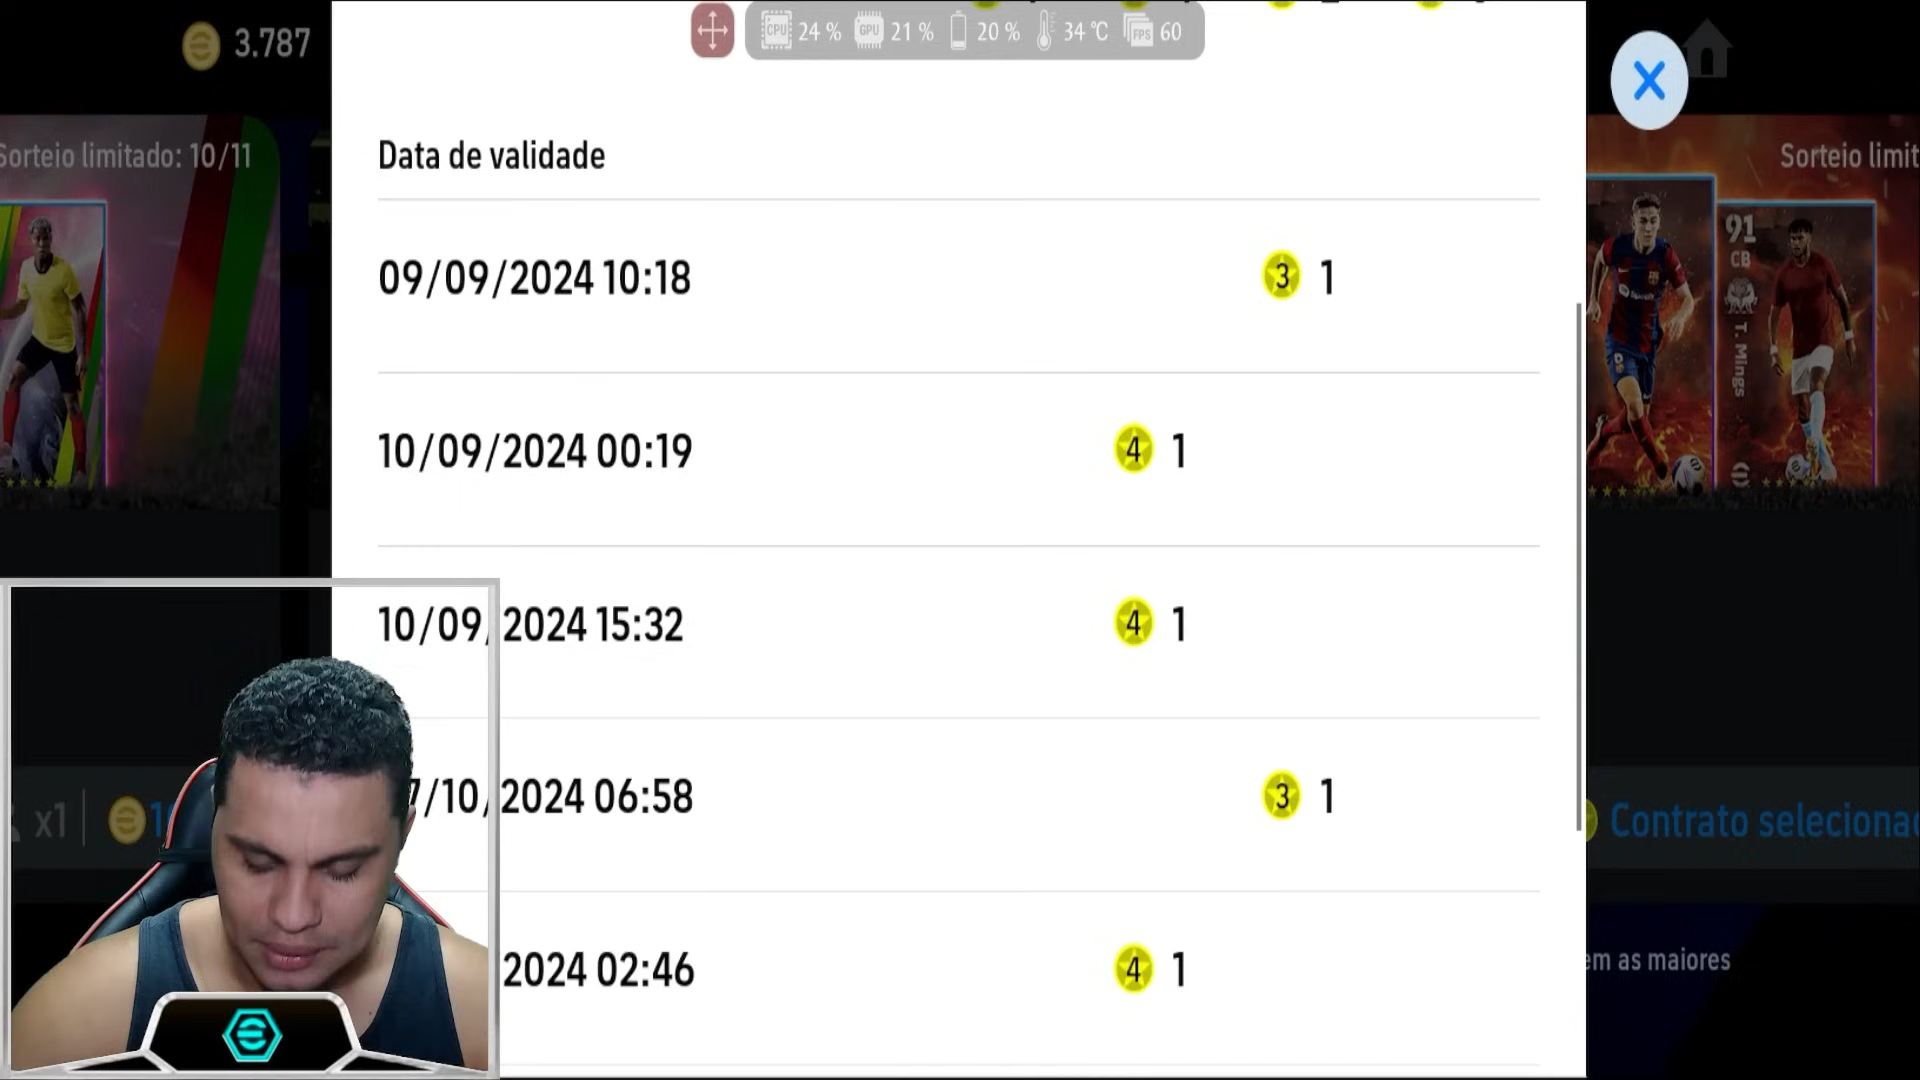 3.787
CPU 24 % GPU 21 % 20 % 34 °C FPS 60
Sorteio limitado: 10/11
Sorteio limit
Data de validade
09/09/2024 10:18 3 1
91
CB
T. Mings
10/09/2024 00:19 4 1
10/09/2024 15:32 4 1
7/10/2024 06:58 3 1
x1
Contrato selecionad
2024 02:46 4 1
em as maiores